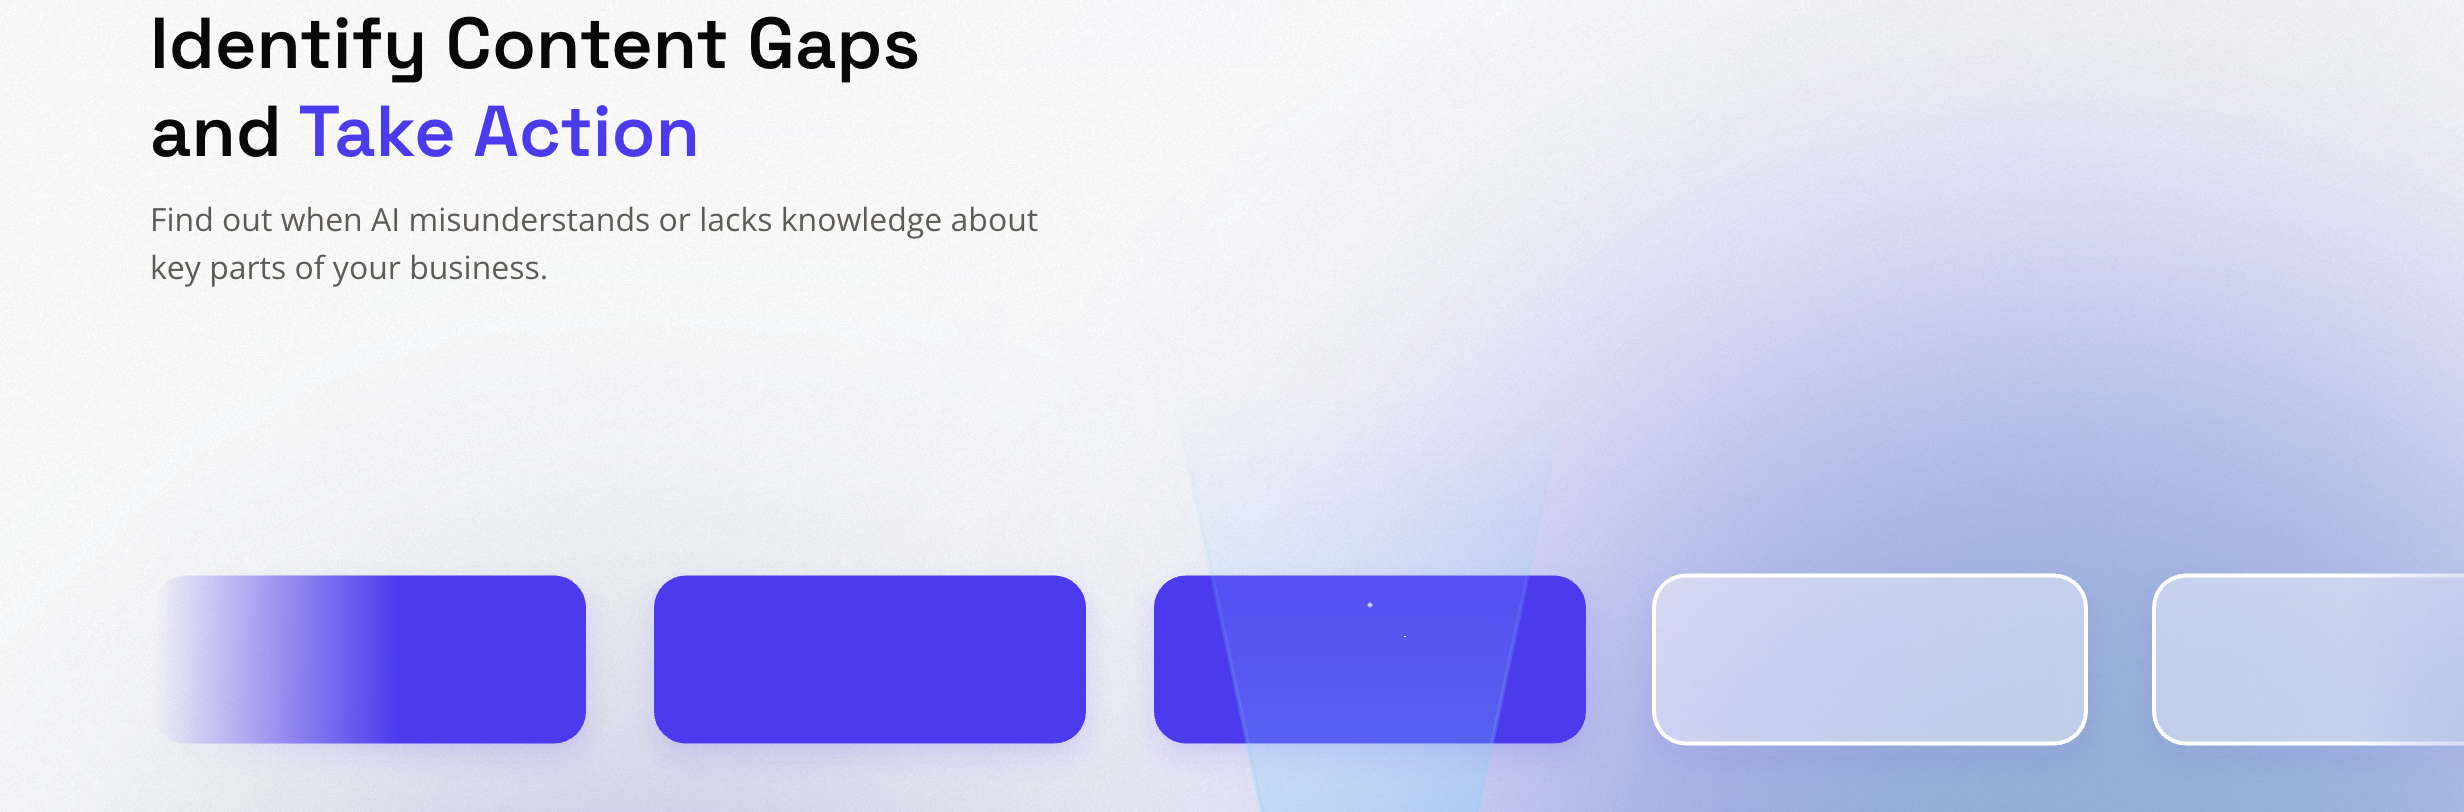 Identify Content Gaps
and Take Action
Find out when AI misunderstands or lacks knowledge about
key parts of your business.